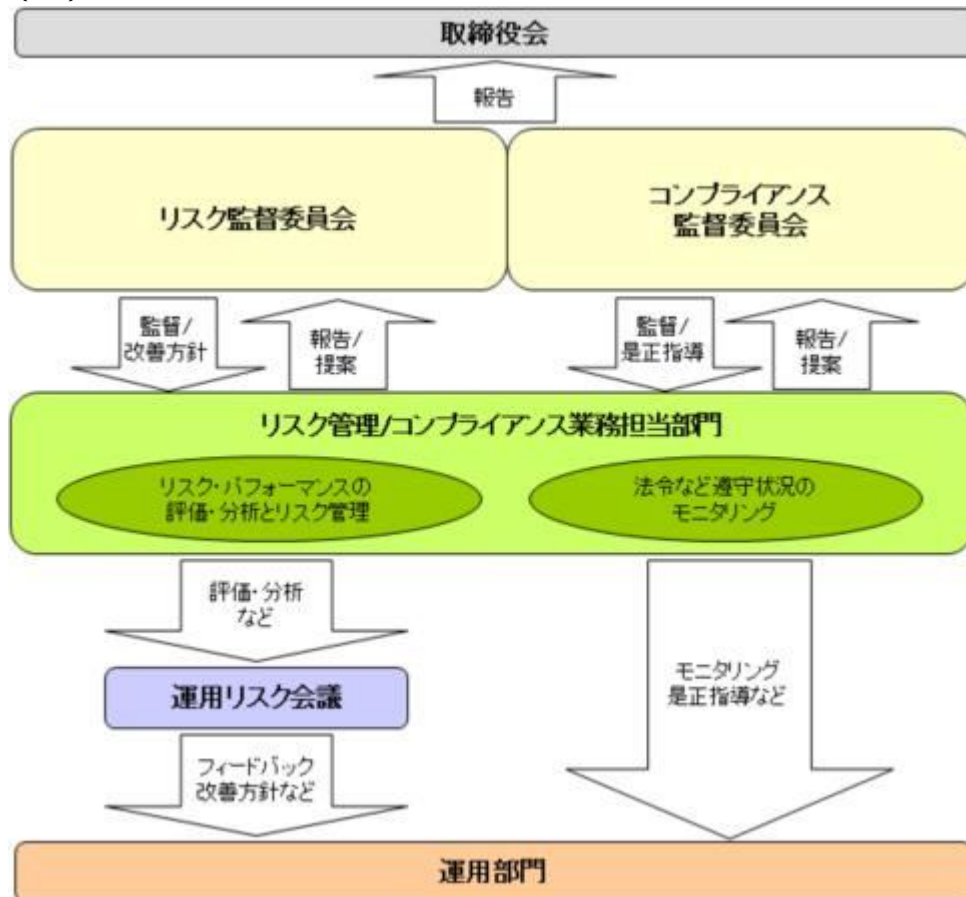 取締役会
報告
リスク監督委員会
コンプライアンス
監督委員会
監督/
改善方針
報告/
提案
監督/
是正指導
報告/
提案
リスク管理/コンプライアンス業務担当部門
リスク・パフォーマンスの
評価・分析とリスク管理
法令など遵守状況の
モニタリング
評価・分析
など
運用リスク会議
モニタリング
是正指導など
フィードバック
改善方針など
運用部門